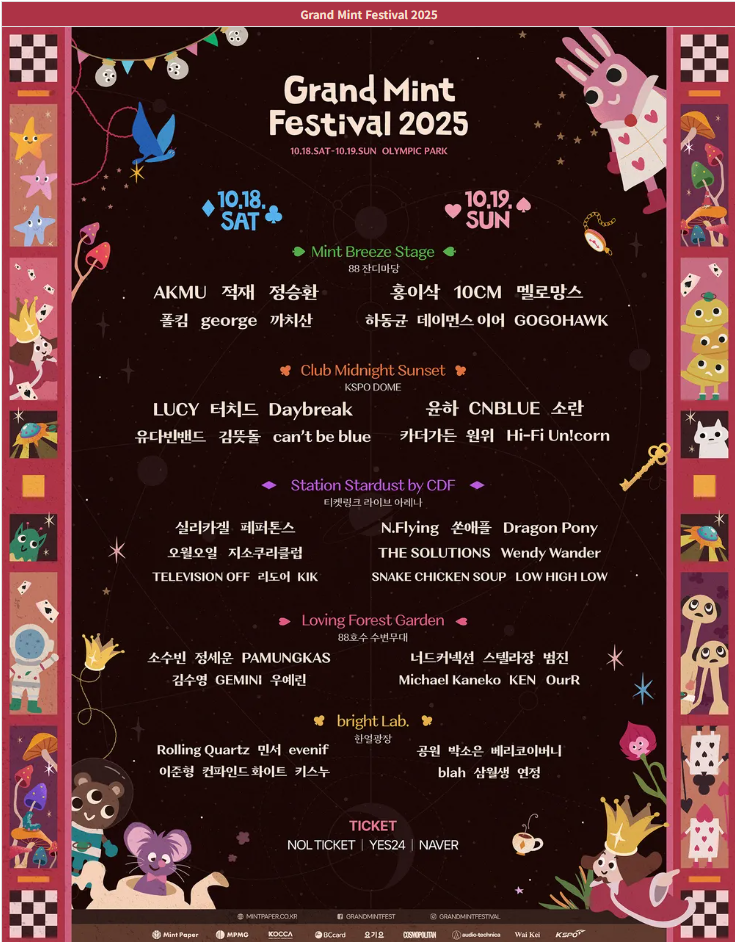 Grand Mint Festival 2025
Grand Mint
Festival 2025
10.18.SAT-10.19.SUN OLYMPIC PARK
10.18. SAT
10.19. SUN
Mint Breeze Stage
88 잔디마당
AKMU 적재 정승환
폴킴 george 까치산
홍이삭 10CM 멜로망스
하동균 데이먼스 이어 GOGOHAWK
Club Midnight Sunset
KSPO DOME
LUCY 터치드 Daybreak
유다빈밴드 김뜻돌 can't be blue
윤하 CNBLUE 소란
카더가든 원위 Hi-Fi Un!corn
Station Stardust by CDF
티켓링크 라이브 아레나
실리카겔 페퍼톤스
오월오일 지소쿠리클럽
TELEVISION OFF 리도어 KIK
N.Flying 쏜애플 Dragon Pony
THE SOLUTIONS Wendy Wander
SNAKE CHICKEN SOUP LOW HIGH LOW
Loving Forest Garden
88호수 수변무대
소수빈 정세운 PAMUNGKAS
김수영 GEMINI 우예린
너드커넥션 스텔라장 범진
Michael Kaneko KEN OurR
bright Lab.
한얼광장
Rolling Quartz 민서 evenif
이준형 컨파인드 화이트 키스누
공원 박소은 베리코이버니
blah 삼월생 연정
TICKET
NOL TICKET | YES24 | NAVER
MINTPAPER.CO.KR GRANDMINTFEST GRANDMINTFESTIVAL
Mint Paper MPMG KOCCA BCcard 요기요 COSMOPOLITAN audio-technica Wai Kei KSPO